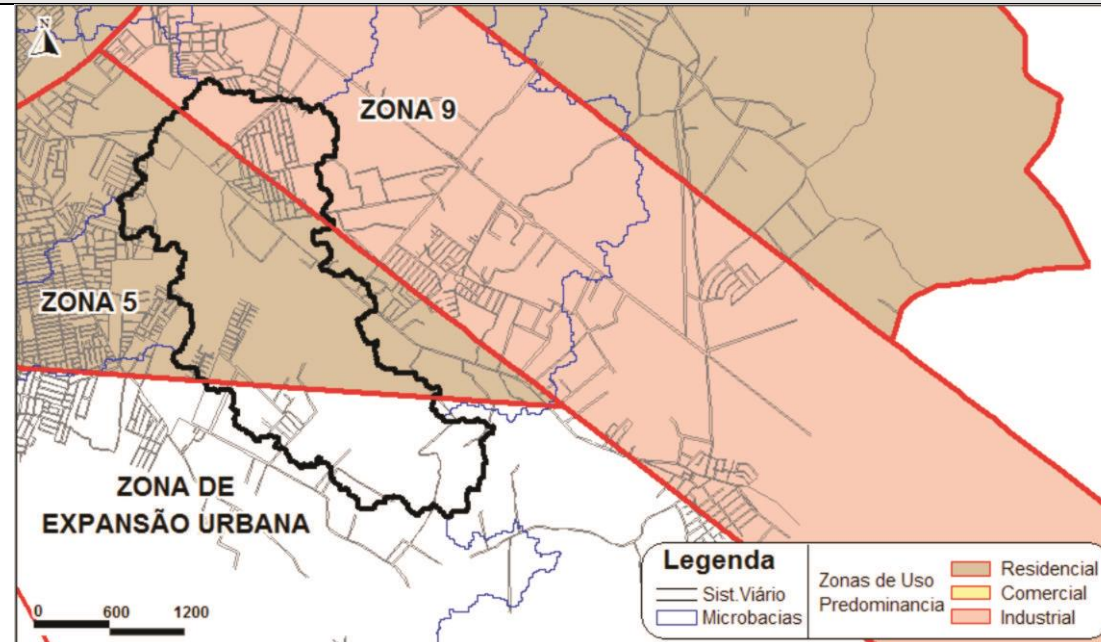 N
ZONA 9
ZONA 5
ZONA DE
EXPANSÃO URBANA
0 600 1200
Legenda
Sist.Viário
Microbacias
Zonas de Uso
Predominancia
Residencial
Comercial
Industrial